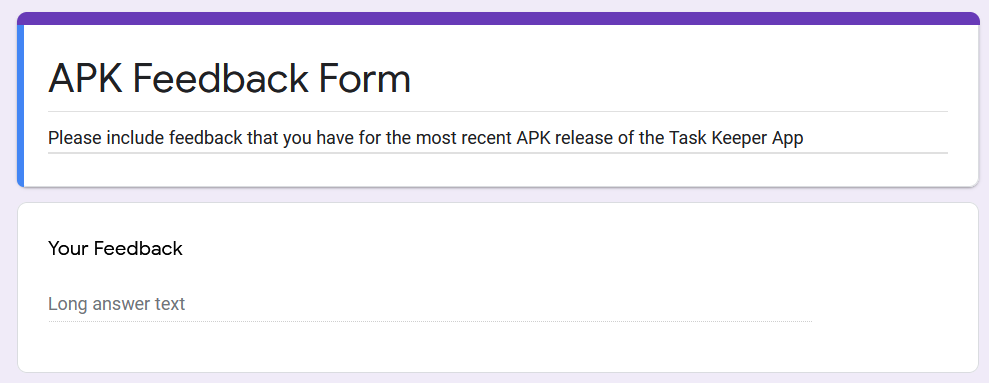 APK Feedback Form
Please include feedback that you have for the most recent APK release of the Task Keeper App
Your Feedback
Long answer text